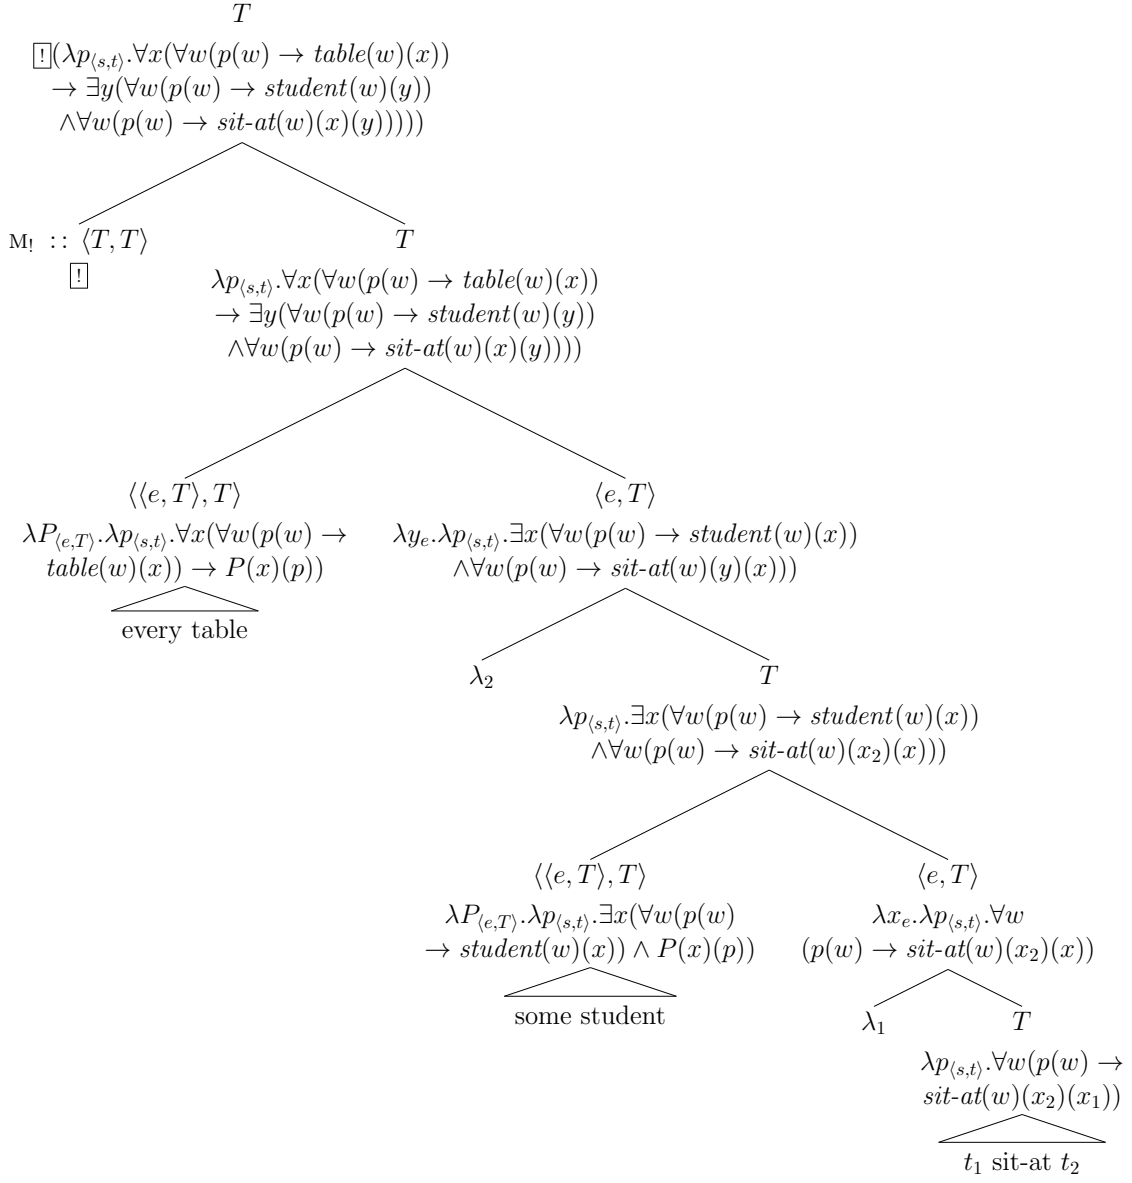 T
!(λp⟨s,t⟩.∀x(∀w(p(w) → table(w)(x))
→ ∃y(∀w(p(w) → student(w)(y))
∧∀w(p(w) → sit-at(w)(x)(y)))))
M! :: ⟨T, T⟩
!
T
λp⟨s,t⟩.∀x(∀w(p(w) → table(w)(x))
→ ∃y(∀w(p(w) → student(w)(y))
∧∀w(p(w) → sit-at(w)(x)(y))))
⟨⟨e, T⟩, T⟩
λP⟨e,T⟩.λp⟨s,t⟩.∀x(∀w(p(w) →
table(w)(x)) → P(x)(p))
every table
⟨e, T⟩
λyₑ.λp⟨s,t⟩.∃x(∀w(p(w) → student(w)(x))
∧∀w(p(w) → sit-at(w)(y)(x)))
λ₂
T
λp⟨s,t⟩.∃x(∀w(p(w) → student(w)(x))
∧∀w(p(w) → sit-at(w)(x₂)(x)))
⟨⟨e, T⟩, T⟩
λP⟨e,T⟩.λp⟨s,t⟩.∃x(∀w(p(w)
→ student(w)(x)) ∧ P(x)(p))
some student
⟨e, T⟩
λxₑ.λp⟨s,t⟩.∀w
(p(w) → sit-at(w)(x₂)(x))
λ₁
T
λp⟨s,t⟩.∀w(p(w) →
sit-at(w)(x₂)(x₁))
t₁ sit-at t₂